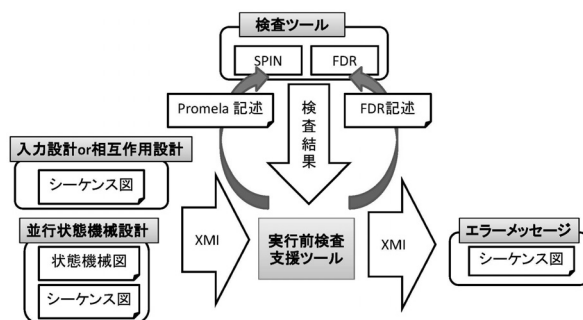 検査ツール
SPIN
FDR
Promela 記述
検査結果
FDR記述
入力設計or相互作用設計
シーケンス図
並行状態機械設計
状態機械図
シーケンス図
XMI
実行前検査
支援ツール
XMI
エラーメッセージ
シーケンス図